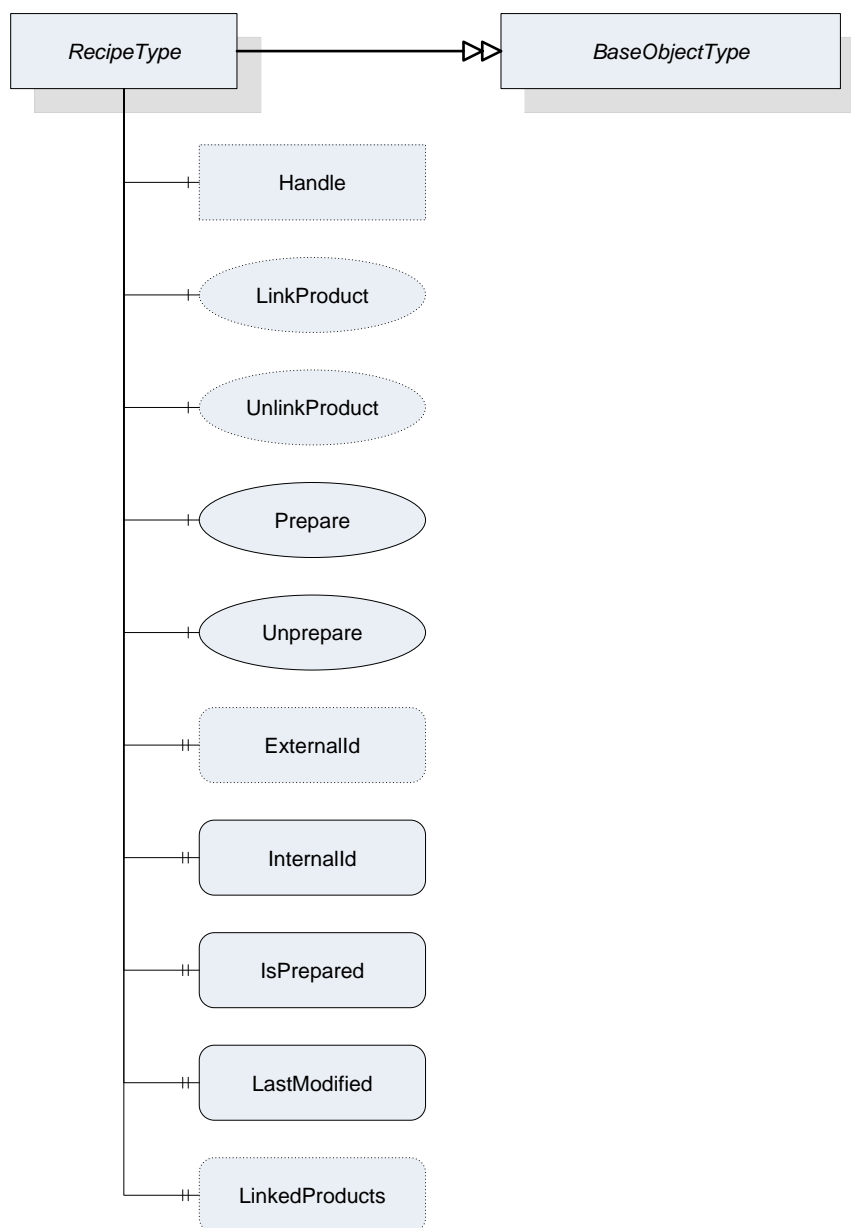 RecipeType
BaseObjectType
Handle
LinkProduct
UnlinkProduct
Prepare
Unprepare
ExternalId
InternalId
IsPrepared
LastModified
LinkedProducts